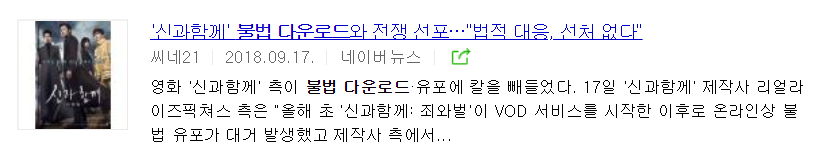 '신과함께' 불법 다운로드와 전쟁 선포…"법적 대응, 선처 없다"
씨네21 2018.09.17. 네이버뉴스
영화 '신과함께' 측이 불법 다운로드·유포에 칼을 빼들었다. 17일 '신과함께' 제작사 리얼라
이즈픽쳐스 측은 "올해 초 '신과함께: 죄와벌'이 VOD 서비스를 시작한 이후로 온라인상 불
법 유포가 대거 발생했고 제작사 측에서...
신과함께